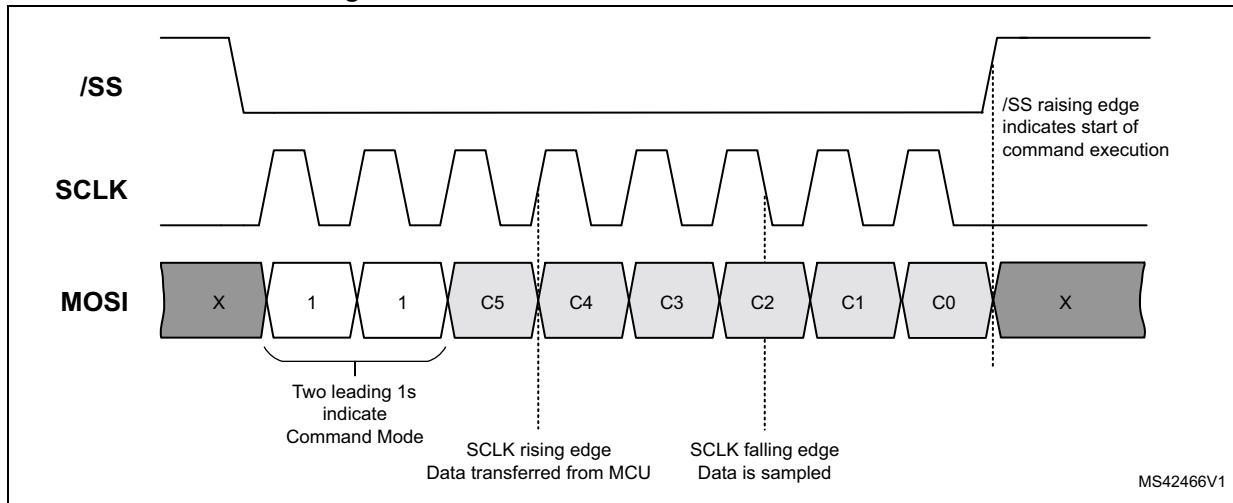 /SS
/SS raising edge
indicates start of
command execution
SCLK
MOSI
X 1 1 C5 C4 C3 C2 C1 C0 X
Two leading 1s
indicate
Command Mode
SCLK rising edge
Data transferred from MCU
SCLK falling edge
Data is sampled
MS42466V1